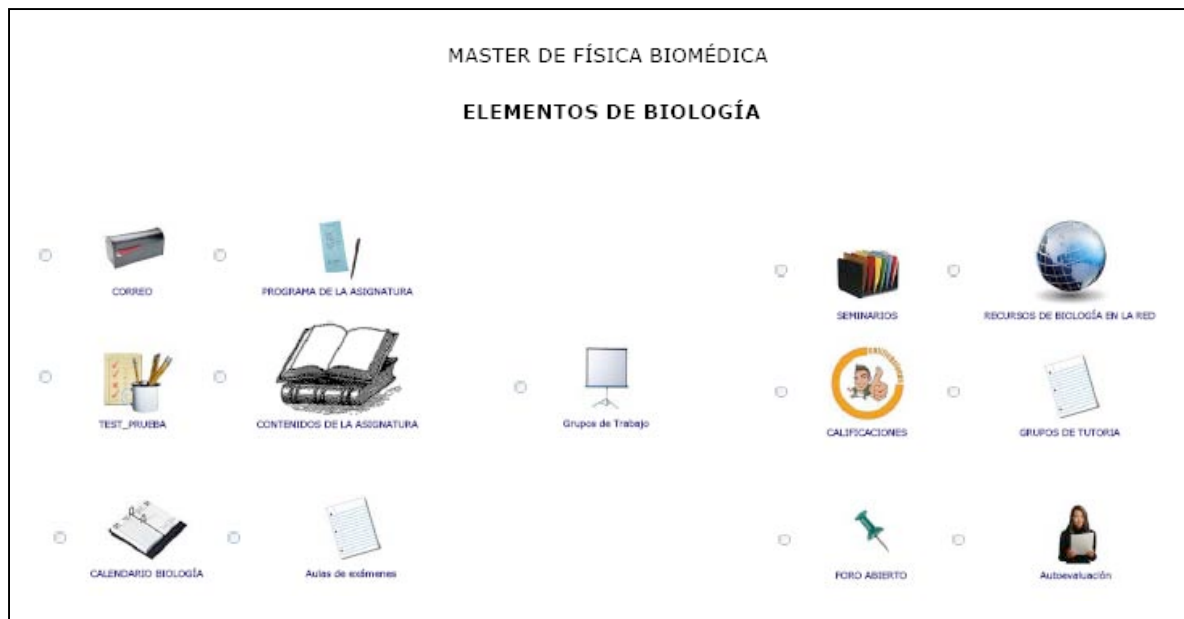 MASTER DE FÍSICA BIOMÉDICA
ELEMENTOS DE BIOLOGÍA
CORREO
PROGRAMA DE LA ASIGNATURA
SEMINARIOS
RECURSOS DE BIOLOGÍA EN LA RED
TEST_PRUEBA
CONTENIDOS DE LA ASIGNATURA
Grupos de Trabajo
CALIFICACIONES
GRUPOS DE TUTORIA
CALENDARIO BIOLOGÍA
Aulas de exámenes
FORO ABIERTO
Autoevaluación